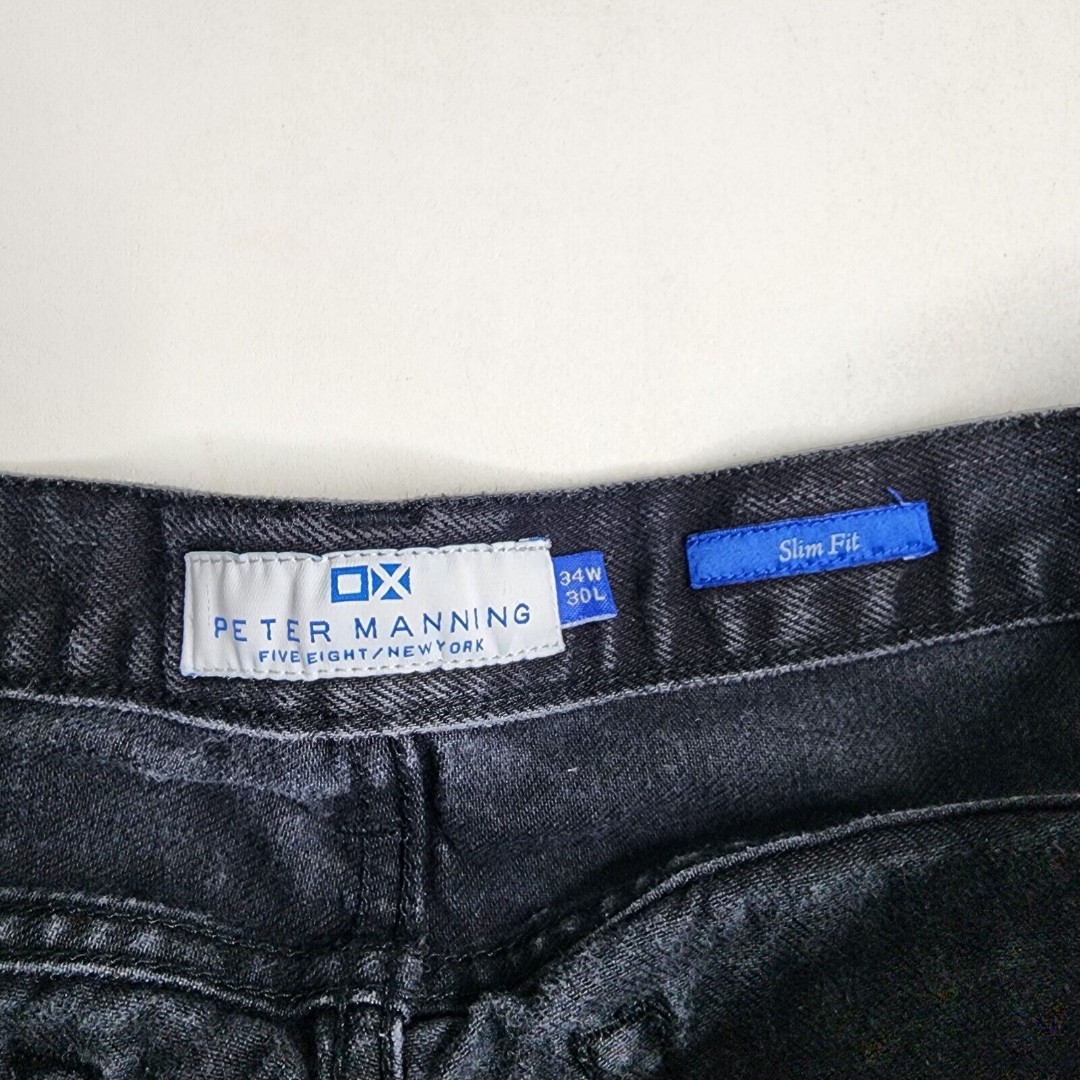 PETER MANNING
FIVE EIGHT/NEW YORK
34W
30L
Slim Fit